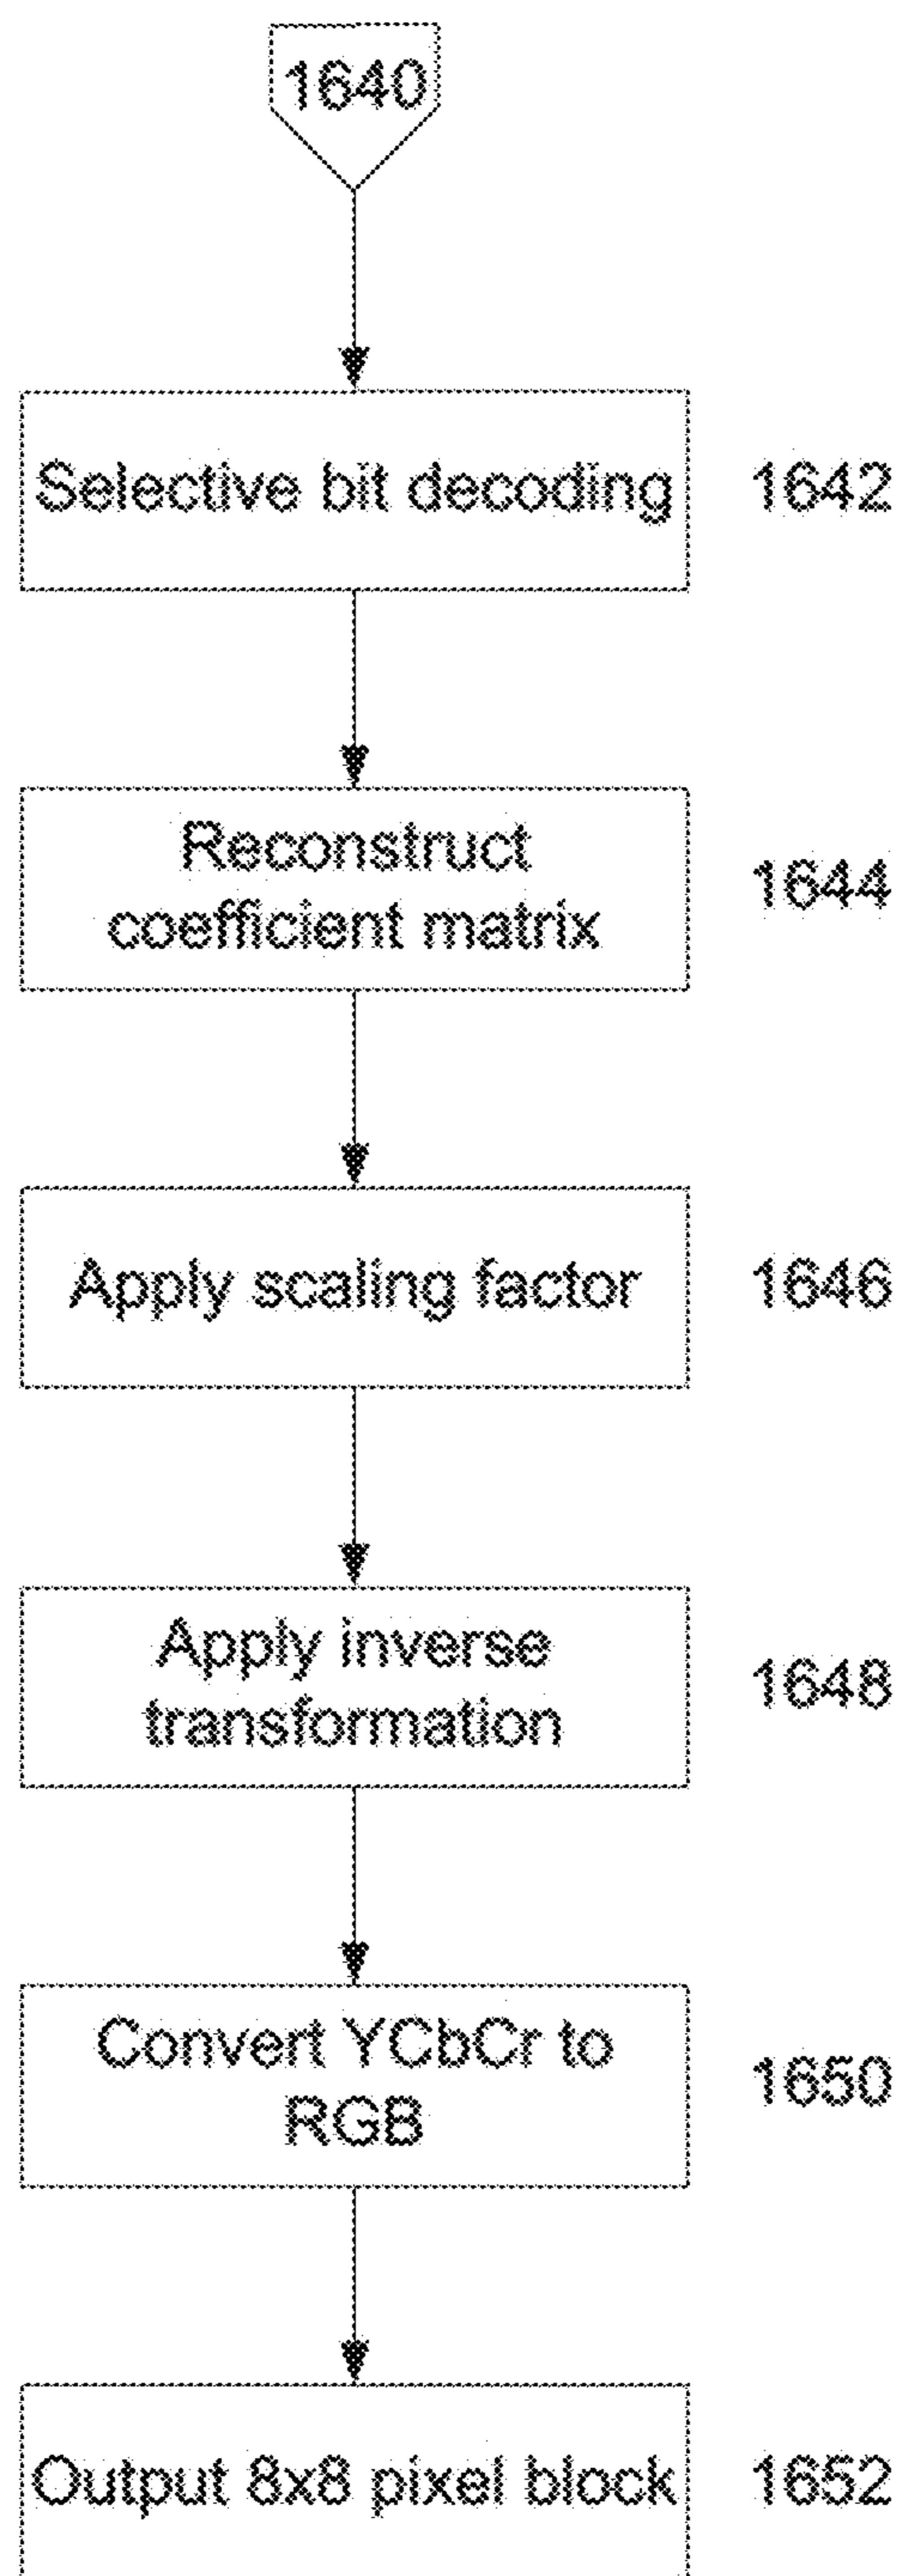 1640
Selective bit decoding 1642
Reconstruct
coefficient matrix
1644
Apply scaling factor 1646
Apply inverse
transformation
1648
Convert YCbCr to
RGB
1650
Output 8x8 pixel block 1652